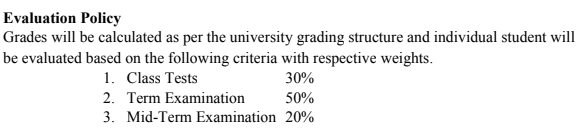 Evaluation Policy
Grades will be calculated as per the university grading structure and individual student will
be evaluated based on the following criteria with respective weights.
1. Class Tests 30%
2. Term Examination 50%
3. Mid-Term Examination 20%